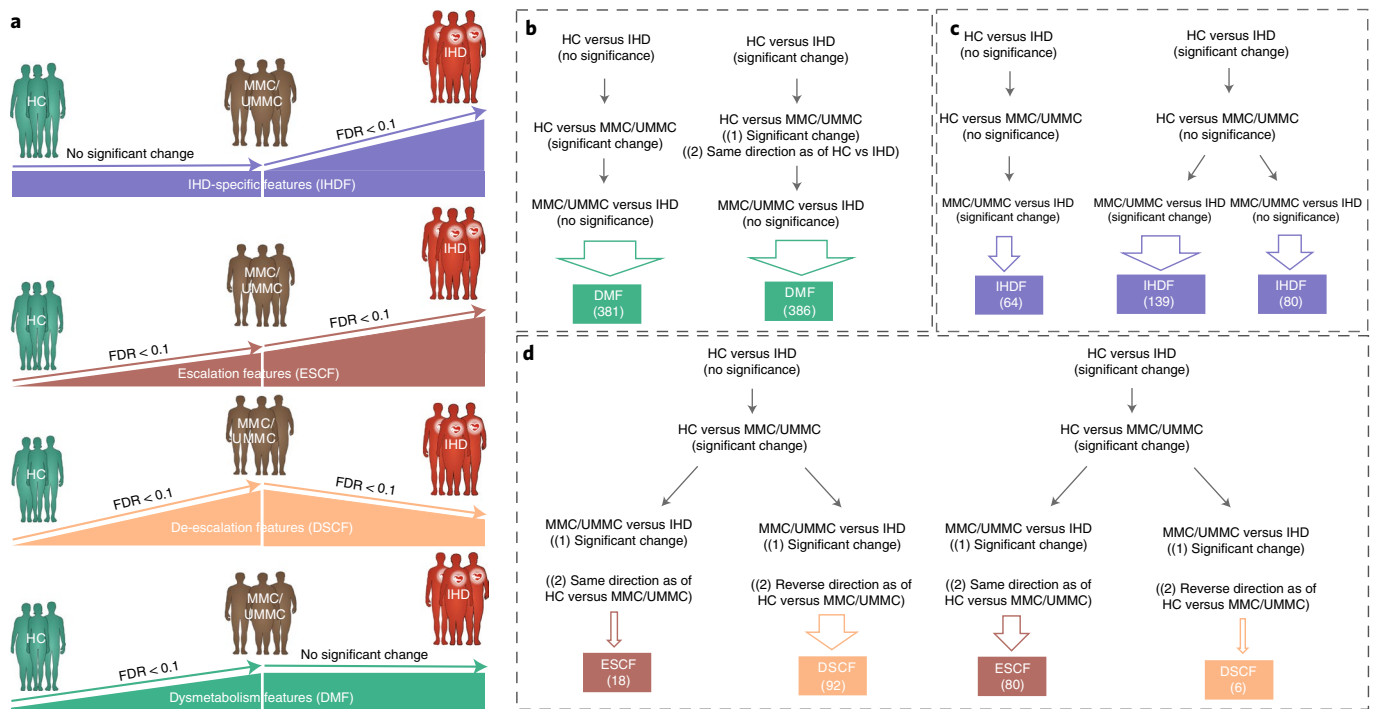 a
HC
MMC/
UMMC
IHD
No significant change
FDR < 0.1
IHD-specific features (IHDF)
HC
MMC/
UMMC
IHD
FDR < 0.1
FDR < 0.1
Escalation features (ESCF)
HC
MMC/
UMMC
IHD
FDR < 0.1
FDR < 0.1
De-escalation features (DSCF)
HC
MMC/
UMMC
IHD
FDR < 0.1
No significant change
Dysmetabolism features (DMF)
b
HC versus IHD
(no significance)
HC versus MMC/UMMC
(significant change)
MMC/UMMC versus IHD
(no significance)
DMF
(381)
HC versus IHD
(significant change)
HC versus MMC/UMMC
((1) Significant change)
((2) Same direction as of HC vs IHD)
MMC/UMMC versus IHD
(no significance)
DMF
(386)
c
HC versus IHD
(no significance)
HC versus MMC/UMMC
(no significance)
MMC/UMMC versus IHD
(significant change)
IHDF
(64)
HC versus IHD
(significant change)
HC versus MMC/UMMC
(no significance)
MMC/UMMC versus IHD
(significant change)
IHDF
(139)
MMC/UMMC versus IHD
(no significance)
IHDF
(80)
d
HC versus IHD
(no significance)
HC versus MMC/UMMC
(significant change)
MMC/UMMC versus IHD
((1) Significant change)
((2) Same direction as of
HC versus MMC/UMMC)
ESCF
(18)
MMC/UMMC versus IHD
((1) Significant change)
((2) Reverse direction as of
HC versus MMC/UMMC)
DSCF
(92)
HC versus IHD
(significant change)
HC versus MMC/UMMC
(significant change)
MMC/UMMC versus IHD
((1) Significant change)
((2) Same direction as of
HC versus MMC/UMMC)
ESCF
(80)
MMC/UMMC versus IHD
((1) Significant change)
((2) Reverse direction as of
HC versus MMC/UMMC)
DSCF
(6)